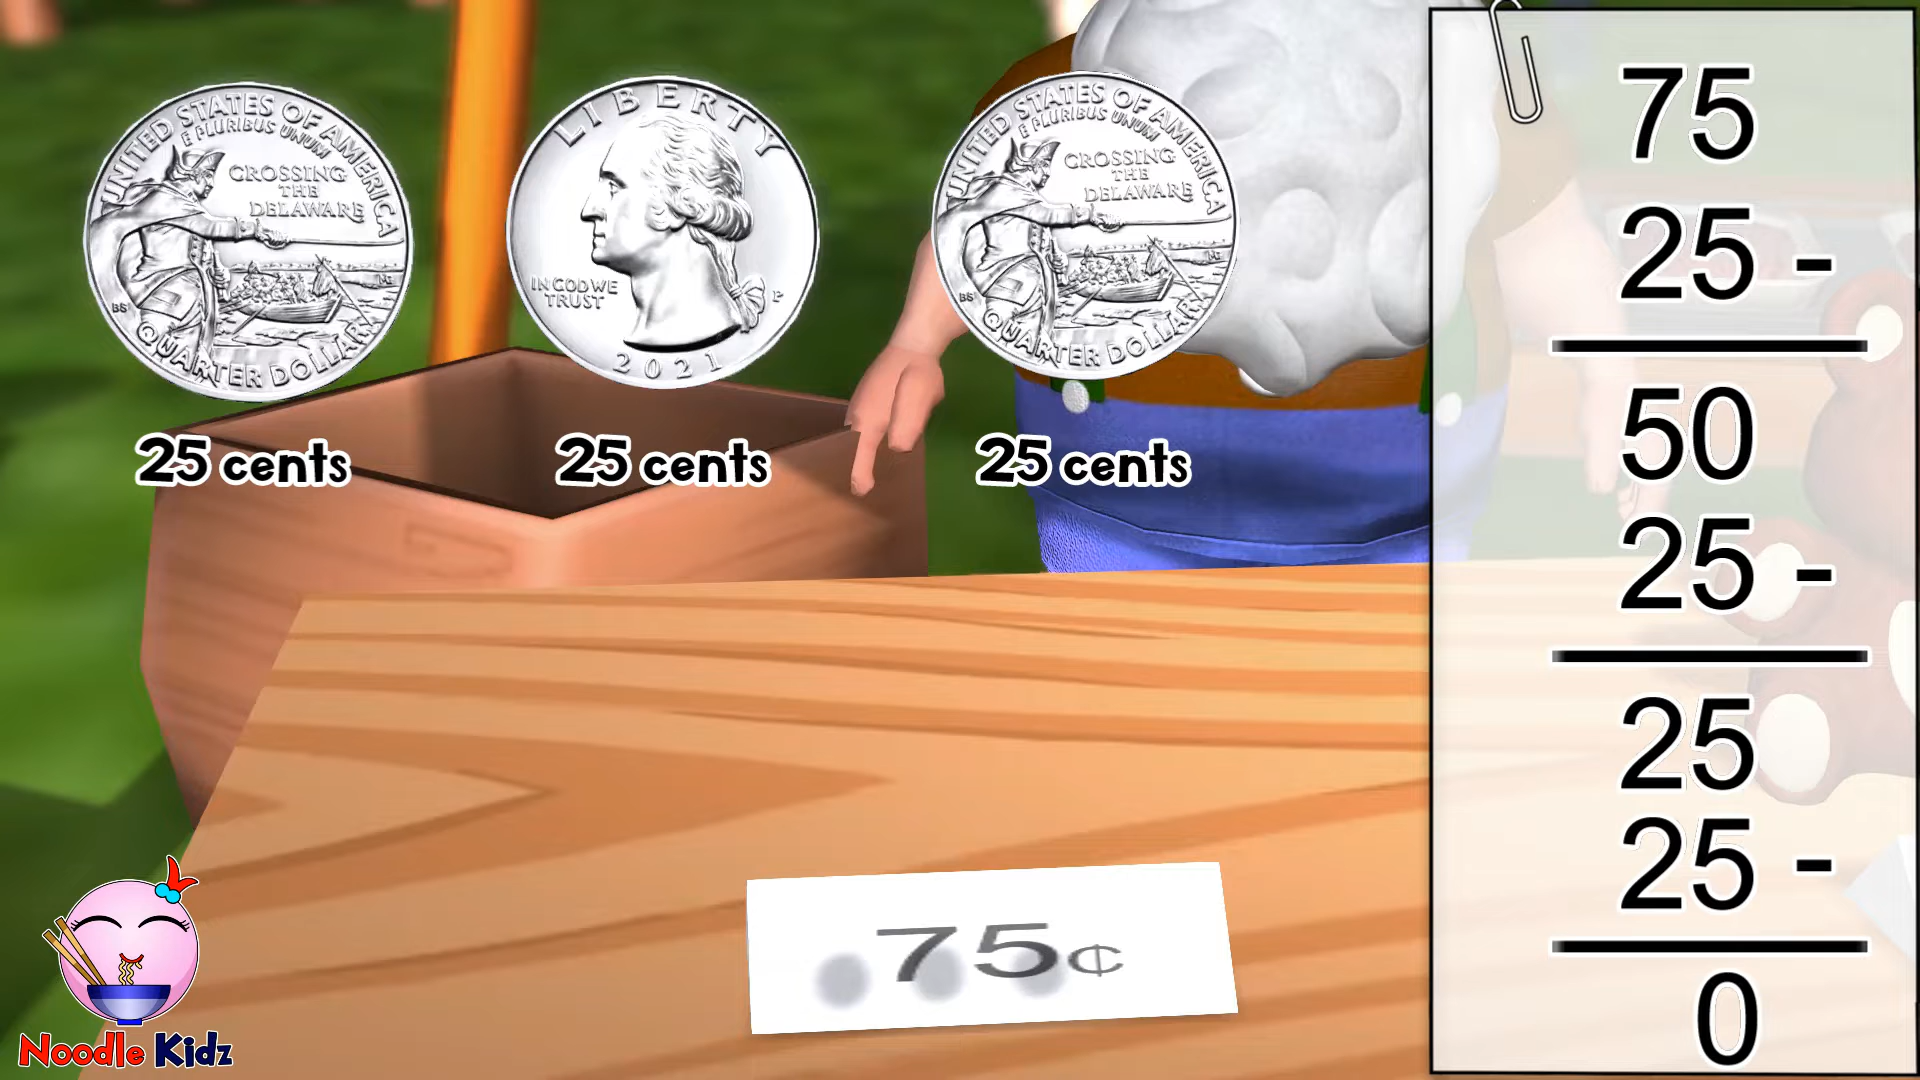 UNITED STATES OF AMERICA
E PLURIBUS UNUM
CROSSING
THE
DELAWARE
BS
QUARTER DOLLAR
LIBERTY
IN GOD WE
TRUST
P
2021
UNITED STATES OF AMERICA
E PLURIBUS UNUM
CROSSING
THE
DELAWARE
BS
QUARTER DOLLAR
25 cents
25 cents
25 cents
75¢
Noodle Kidz
75
25 -
50
25 -
25
25 -
0